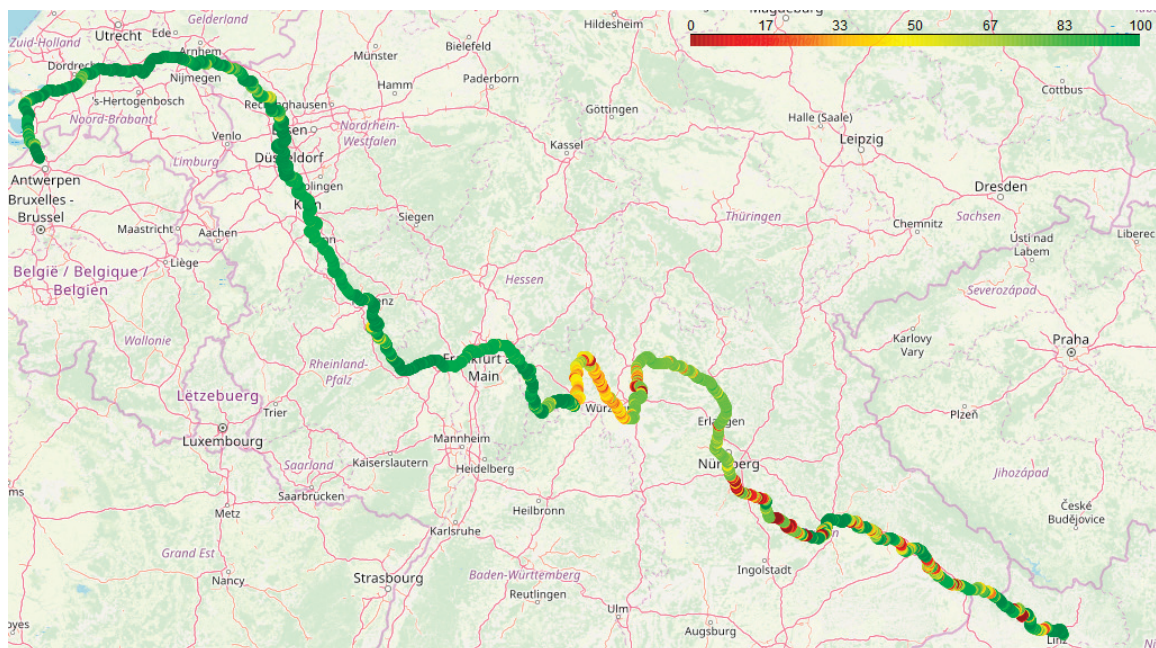 Magdeburg
0 17 33 50 67 83 100
Gelderland
Hildesheim
Utrecht
Ede
Zuid-Holland
Bielefeld
Arnhem
Münster
Cottbus
Paderborn
Dordrecht
Nijmegen
Hamm
's-Hertogenbosch
Göttingen
Noord-Brabant
Halle (Saale)
Nordrhein-
Westfalen
Leipzig
Venlo
Kassel
Düsseldorf
Limburg
Antwerpen
Dresden
Bruxelles -
Brussel
Siegen
Thüringen
Sachsen
Chemnitz
Maastricht
Aachen
Ústí nad
Labem
Liberec
Liège
België / Belgique /
Belgien
Hessen
Severozápad
Karlovy
Vary
Wallonie
Praha
Rheinland-
Pfalz
Frankfurt am
Main
Lëtzebuerg
Trier
Plzeň
Erlangen
Luxembourg
Mannheim
Saarland
Kaiserslautern
Nürnberg
Heidelberg
Jihozápad
Saarbrücken
Metz
Heilbronn
České
Budějovice
Karlsruhe
Grand Est
Ingolstadt
Nancy
Strasbourg
Baden-Württemberg
Reutlingen
Ulm
Augsburg
Linz